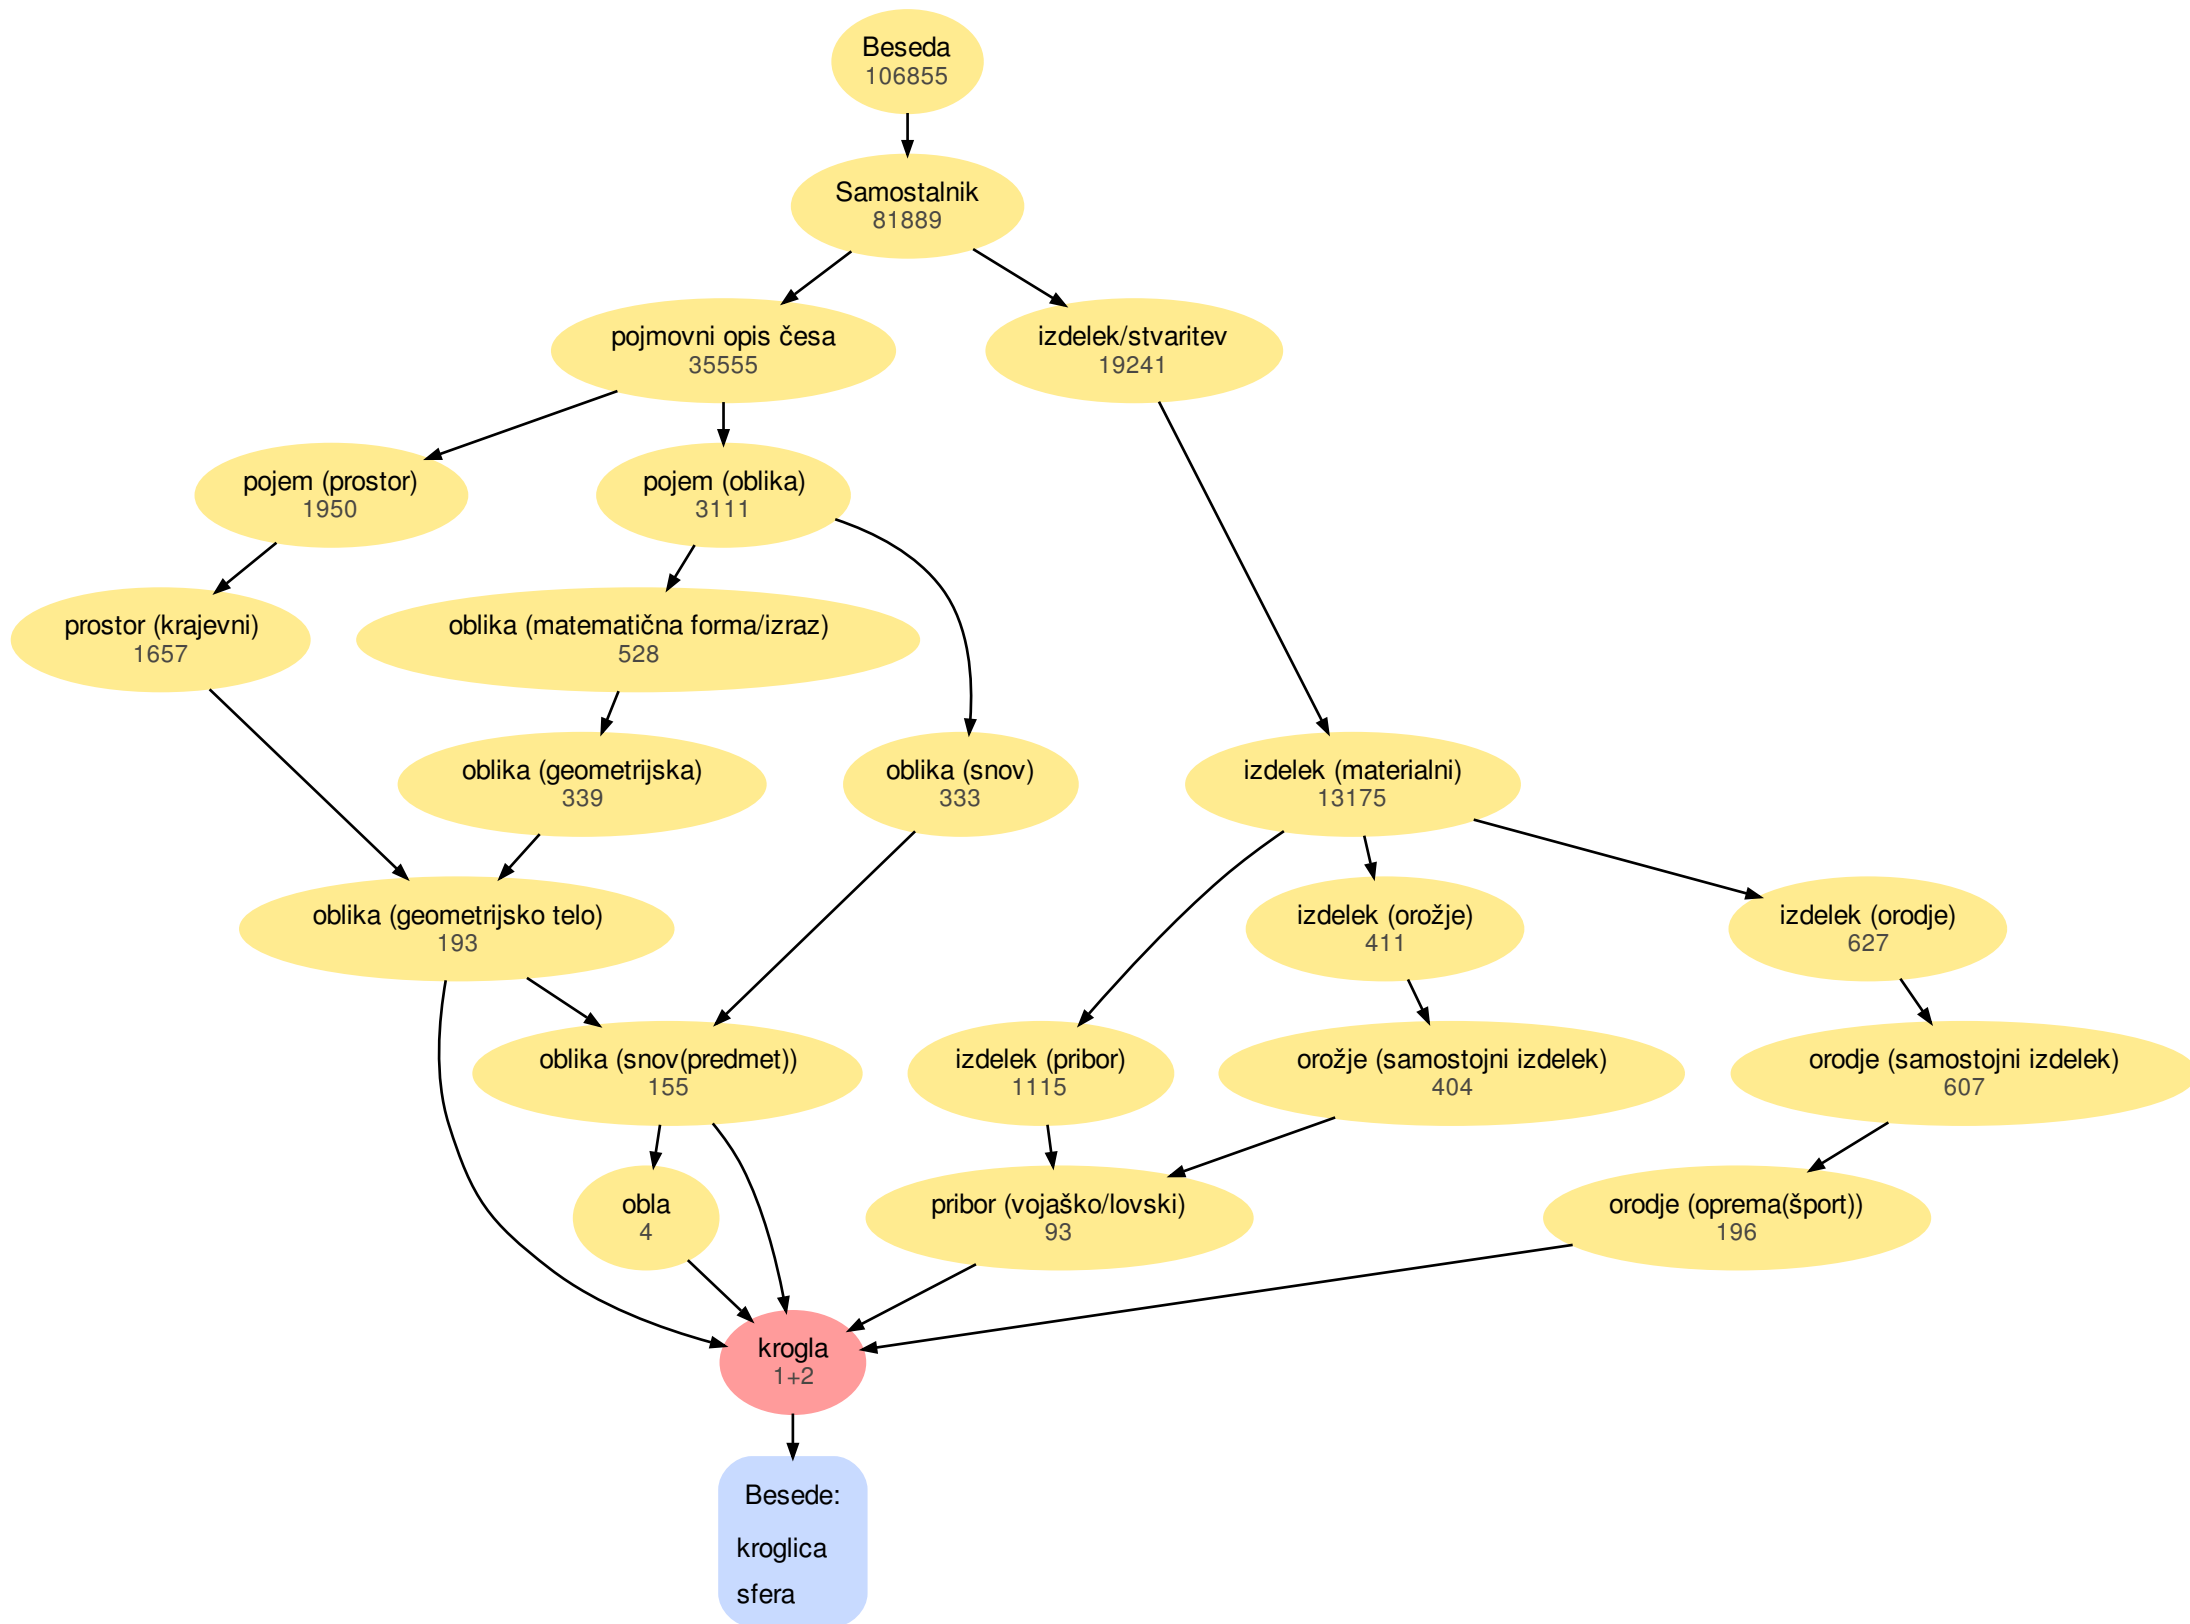 Beseda
106855
Samostalnik
81889
pojmovni opis česa
35555
izdelek/stvaritev
19241
pojem (prostor)
1950
pojem (oblika)
3111
prostor (krajevni)
1657
oblika (matematična forma/izraz)
528
oblika (geometrijska)
339
oblika (snov)
333
izdelek (materialni)
13175
oblika (geometrijsko telo)
193
izdelek (orožje)
411
izdelek (orodje)
627
oblika (snov(predmet))
155
izdelek (pribor)
1115
orožje (samostojni izdelek)
404
orodje (samostojni izdelek)
607
obla
4
pribor (vojaško/lovski)
93
orodje (oprema(šport))
196
krogla
1+2
Besede:
kroglica
sfera